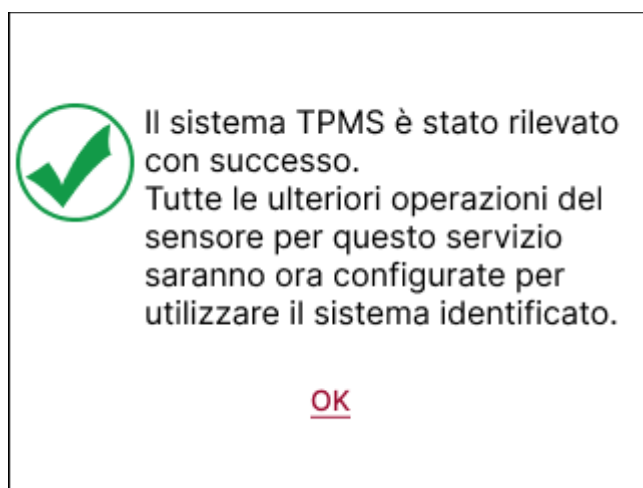 Il sistema TPMS è stato rilevato
con successo.
Tutte le ulteriori operazioni del
sensore per questo servizio
saranno ora configurate per
utilizzare il sistema identificato.
OK